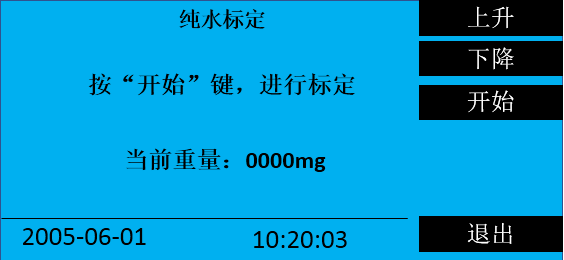 纯水标定
按“开始”键，进行标定
当前重量：0000mg
2005-06-01
10:20:03
上升
下降
开始
退出